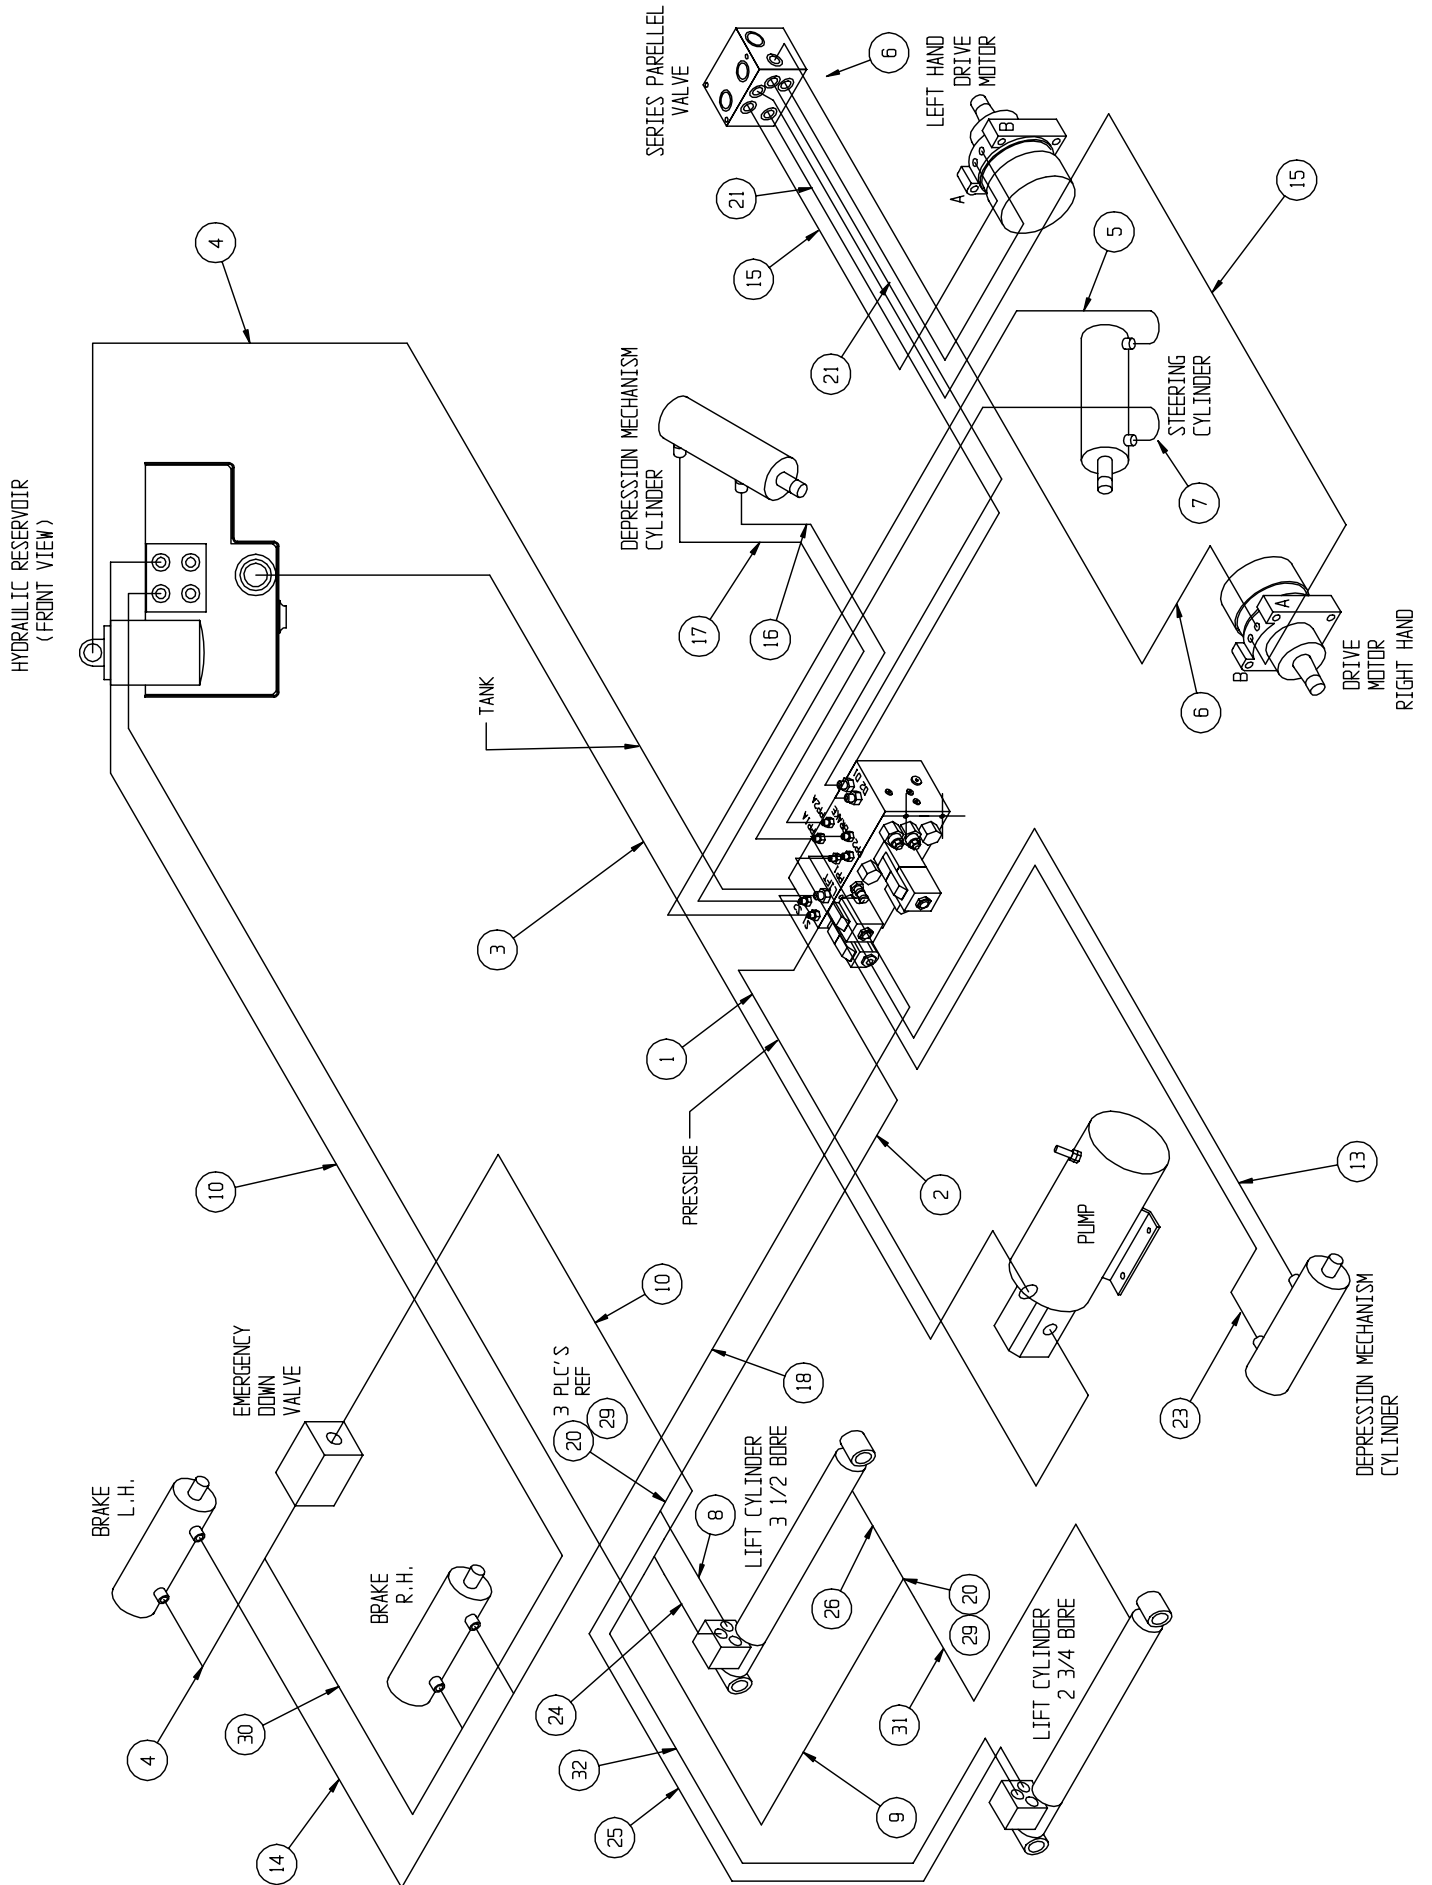 HYDRAULIC RESERVOIR
(FRONT VIEW)
4
TANK
3
10
BRAKE
L.H.
EMERGENCY
DOWN
VALVE
BRAKE
R.H.
4
30
14
SERIES PARELLEL
VALVE
6
LEFT HAND
DRIVE
MOTOR
A
B
21
15
21
15
5
DEPRESSION MECHANISM
CYLINDER
17
16
STEERING
CYLINDER
7
6
A
B
DRIVE
MOTOR
RIGHT HAND
1
PRESSURE
2
PUMP
13
23
DEPRESSION MECHANISM
CYLINDER
10
18
3 PLC'S
REF
20
29
8
LIFT CYLINDER
3 1/2 BORE
24
26
20
29
31
LIFT CYLINDER
2 3/4 BORE
32
25
9